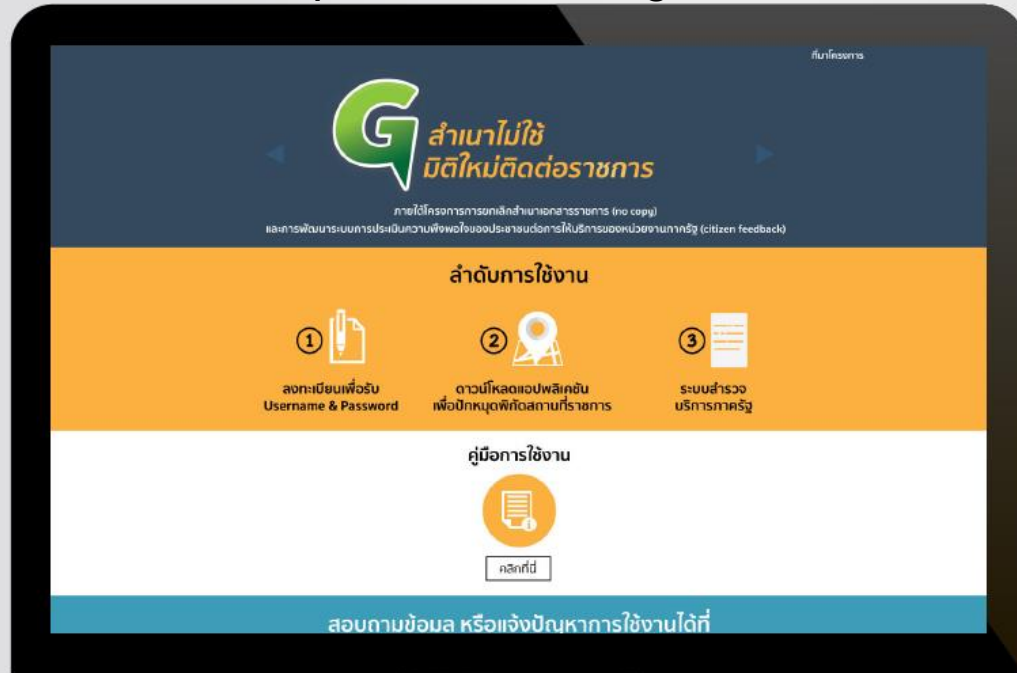 ที่มาโครงการ
G
สำเนาไม่ใช้
มิติใหม่ติดต่อราชการ
ภายใต้โครงการการยกเลิกสำเนาเอกสารราชการ (no copy)
และการพัฒนาระบบการประเมินความพึงพอใจของประชาชนต่อการให้บริการของหน่วยงานภาครัฐ (citizen feedback)
ลำดับการใช้งาน
1
2
3
ลงทะเบียนเพื่อรับ
Username & Password
ดาวน์โหลดแอปพลิเคชัน
เพื่อปักหมุดพิกัดสถานที่ราชการ
ระบบสำรวจ
บริการภาครัฐ
คู่มือการใช้งาน
i
คลิกที่นี่
สอบถามข้อมูล หรือแจ้งปัญหาการใช้งานได้ที่